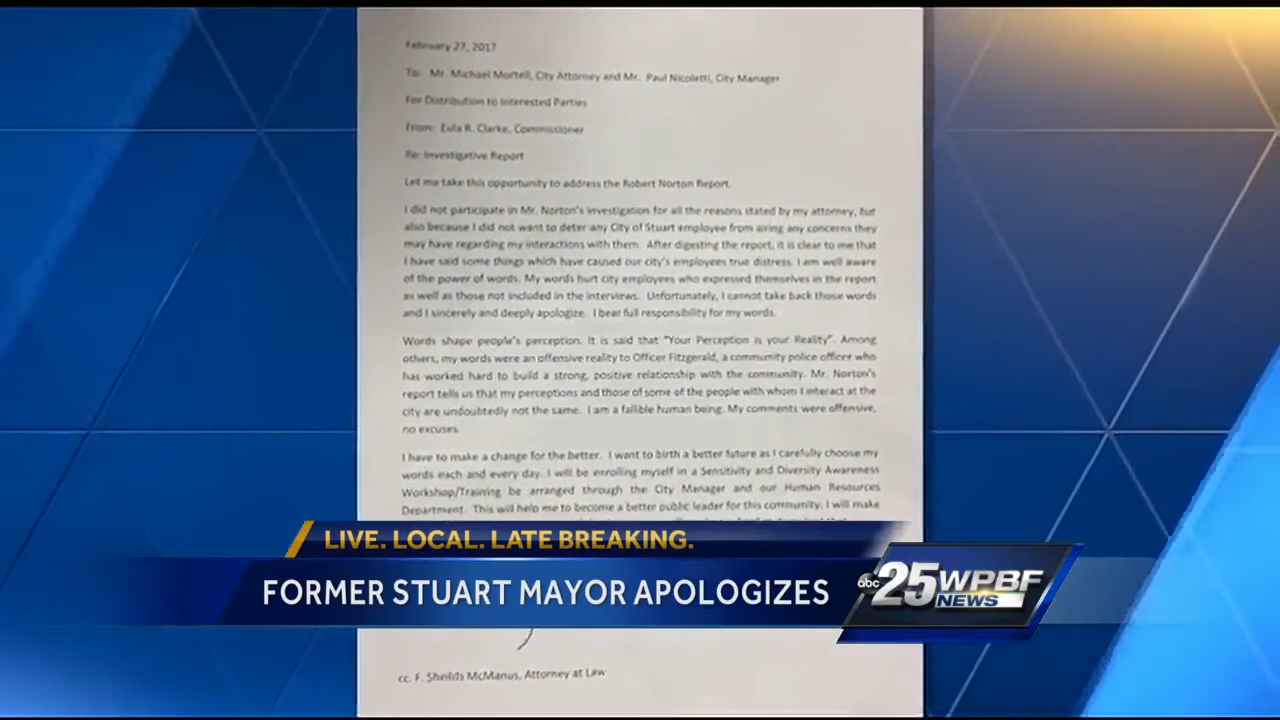 February 27, 2017
To: Mr. Michael Mortell, City Attorney and Mr. Paul Nicoletti, City Manager
For Distribution to Interested Parties
From: Eula R. Clarke, Commissioner
Re: Investigative Report
Let me take this opportunity to address the Robert Norton Report.
I did not participate in Mr. Norton's investigation for all the reasons stated by my attorney, but
also because I did not want to deter any City of Stuart employee from airing any concerns they
may have regarding my interactions with them. After digesting the report, it is clear to me that
I have said some things which have caused our city's employees true distress. I am well aware
of the power of words. My words hurt city employees who expressed themselves in the report
as well as those not included in the interviews. Unfortunately, I cannot take back those words
and I sincerely and deeply apologize. I bear full responsibility for my words.
Words shape people's perception. It is said that "Your Perception is your Reality". Among
others, my words were an offensive reality to Officer Fitzgerald, a community police officer who
has worked hard to build a strong, positive relationship with the community. Mr. Norton's
report tells us that my perceptions and those of some of the people with whom I interact at the
city are undoubtedly not the same. I am a fallible human being. My comments were offensive,
no excuses.
I have to make a change for the better. I want to birth a better future as I carefully choose my
words each and every day. I will be enrolling myself in a Sensitivity and Diversity Awareness
Workshop/Training be arranged through the City Manager and our Human Resources
Department. This will help me to become a better public leader for this community. I will make
LIVE. LOCAL. LATE BREAKING.
FORMER STUART MAYOR APOLOGIZES
abc 25 WPBF
NEWS
cc. F. Sheilds McManus, Attorney at Law